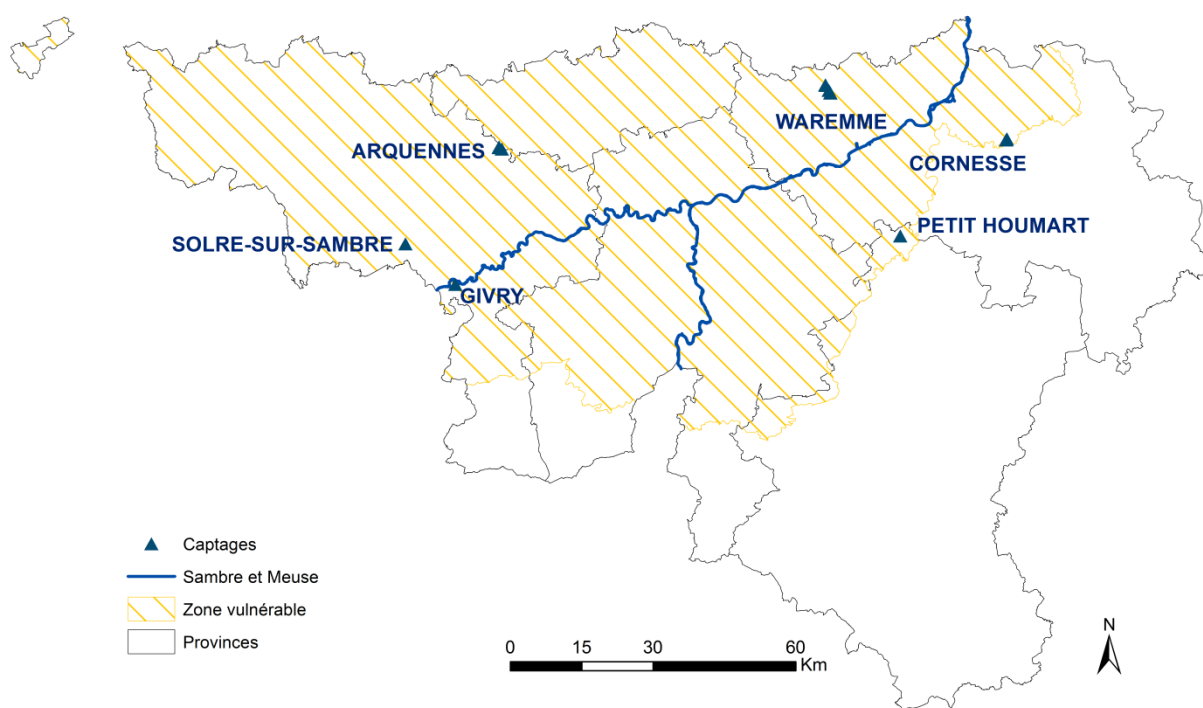 WAREMME
ARQUENNES
CORNESSE
PETIT HOUMART
SOLRE-SUR-SAMBRE
GIVRY
Captages
Sambre et Meuse
Zone vulnérable
Provinces
0 15 30 60
Km
N